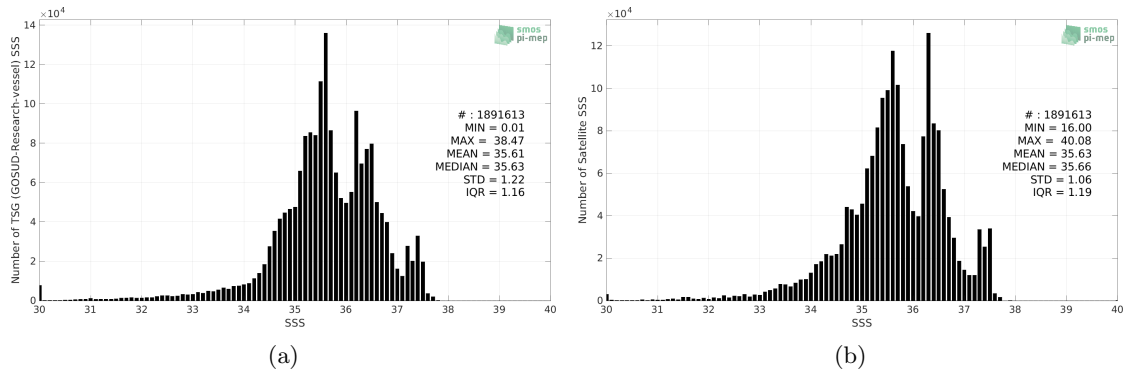 ×10⁴
14
12
10
8
6
4
2
0
Number of TSG (GOSUD-Research-vessel) SSS
smos
pi-mep
# : 1891613
MIN = 0.01
MAX = 38.47
MEAN = 35.61
MEDIAN = 35.63
STD = 1.22
IQR = 1.16
30 31 32 33 34 35 36 37 38 39 40
SSS
(a)
×10⁴
12
10
8
6
4
2
0
Number of Satellite SSS
smos
pi-mep
# : 1891613
MIN = 16.00
MAX = 40.08
MEAN = 35.63
MEDIAN = 35.66
STD = 1.06
IQR = 1.19
30 31 32 33 34 35 36 37 38 39 40
SSS
(b)